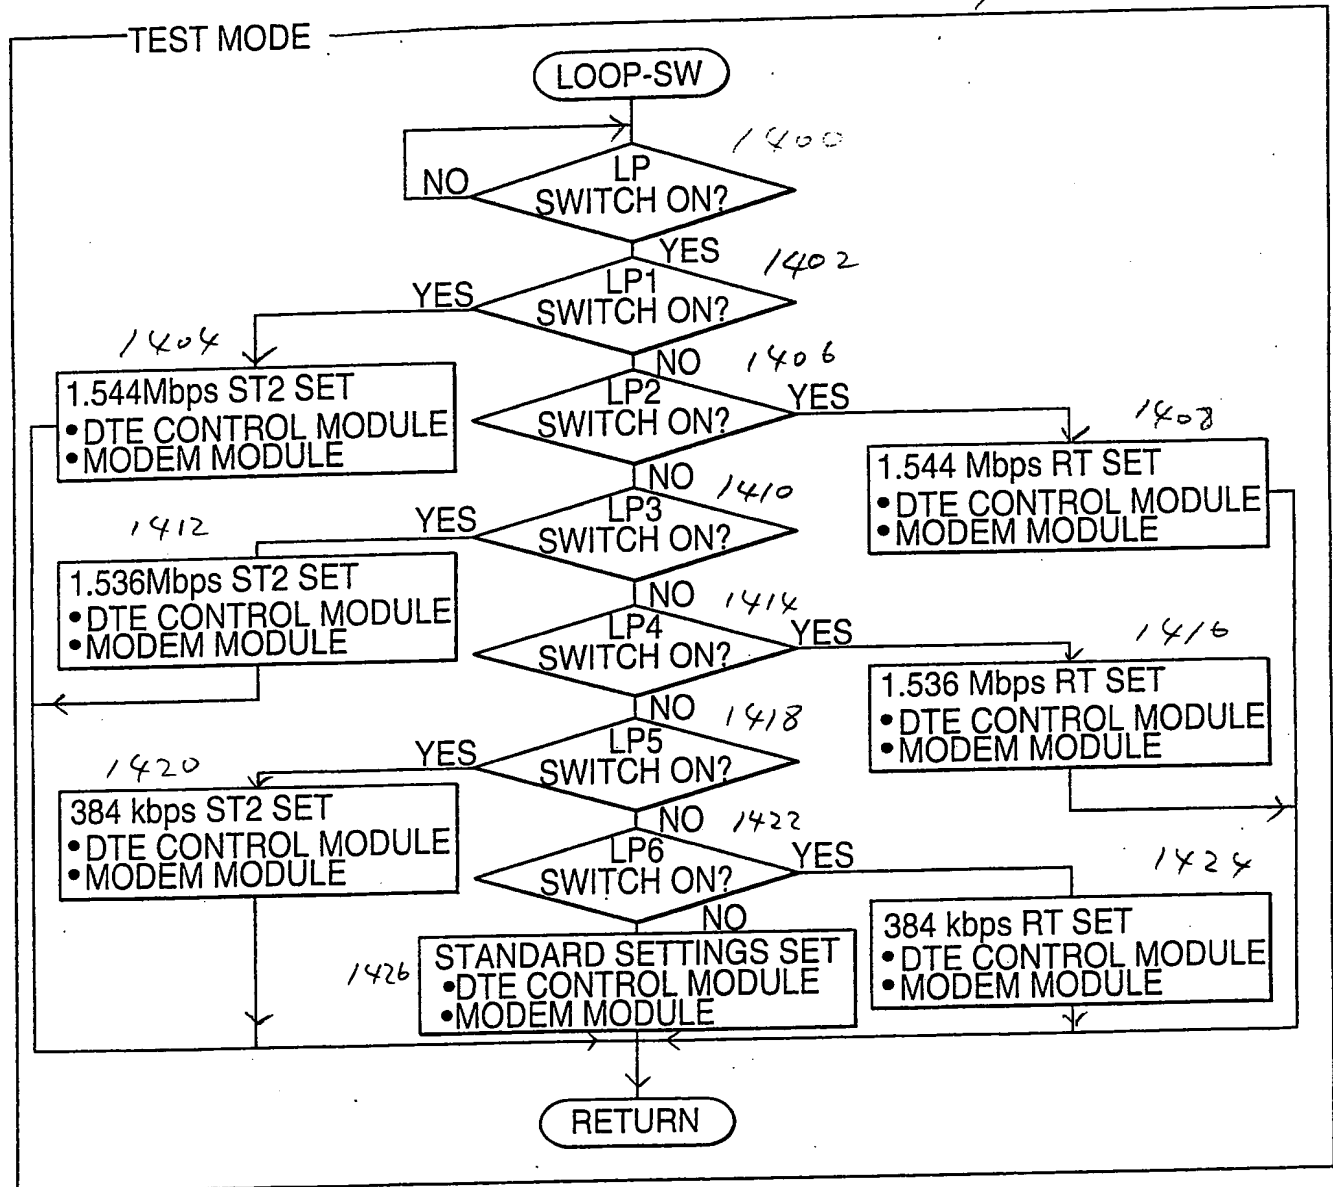 TEST MODE
LOOP-SW
1400
LP
SWITCH ON?
NO
YES
1402
LP1
SWITCH ON?
YES
NO
1404
1.544Mbps ST2 SET
•DTE CONTROL MODULE
•MODEM MODULE
1406
LP2
SWITCH ON?
YES
NO
1408
1.544 Mbps RT SET
•DTE CONTROL MODULE
•MODEM MODULE
1410
LP3
SWITCH ON?
YES
NO
1412
1.536Mbps ST2 SET
•DTE CONTROL MODULE
•MODEM MODULE
1414
LP4
SWITCH ON?
YES
NO
1416
1.536 Mbps RT SET
•DTE CONTROL MODULE
•MODEM MODULE
1418
LP5
SWITCH ON?
YES
NO
1420
384 kbps ST2 SET
•DTE CONTROL MODULE
•MODEM MODULE
1422
LP6
SWITCH ON?
YES
NO
1424
384 kbps RT SET
•DTE CONTROL MODULE
•MODEM MODULE
1426
STANDARD SETTINGS SET
•DTE CONTROL MODULE
•MODEM MODULE
RETURN